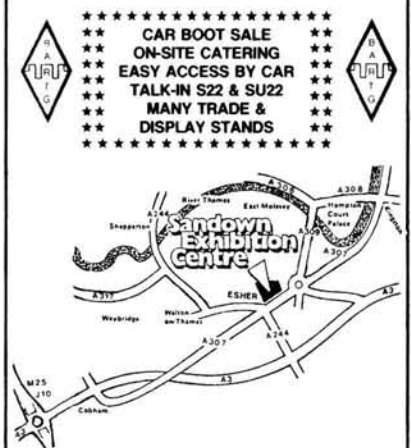 ★★★★★★★★★★★★★★★★★★
★★ CAR BOOT SALE ★★
★★ ON-SITE CATERING ★★
★★ EASY ACCESS BY CAR ★★
★★ TALK-IN S22 & SU22 ★★
★★ MANY TRADE & ★★
★★ DISPLAY STANDS ★★
★★★★★★★★★★★★★★★★★★
B A R T G
B A R T G
A308
River Thames
East Molesey
A308
Hampton
Court
Palace
Kingston
A244
Shepperton
Sandown
Exhibition
Centre
A309
A307
ESHER
A3
A317
Weybridge
Walton
on-Thames
A307
A244
A3
M25
J10
Cobham
A3